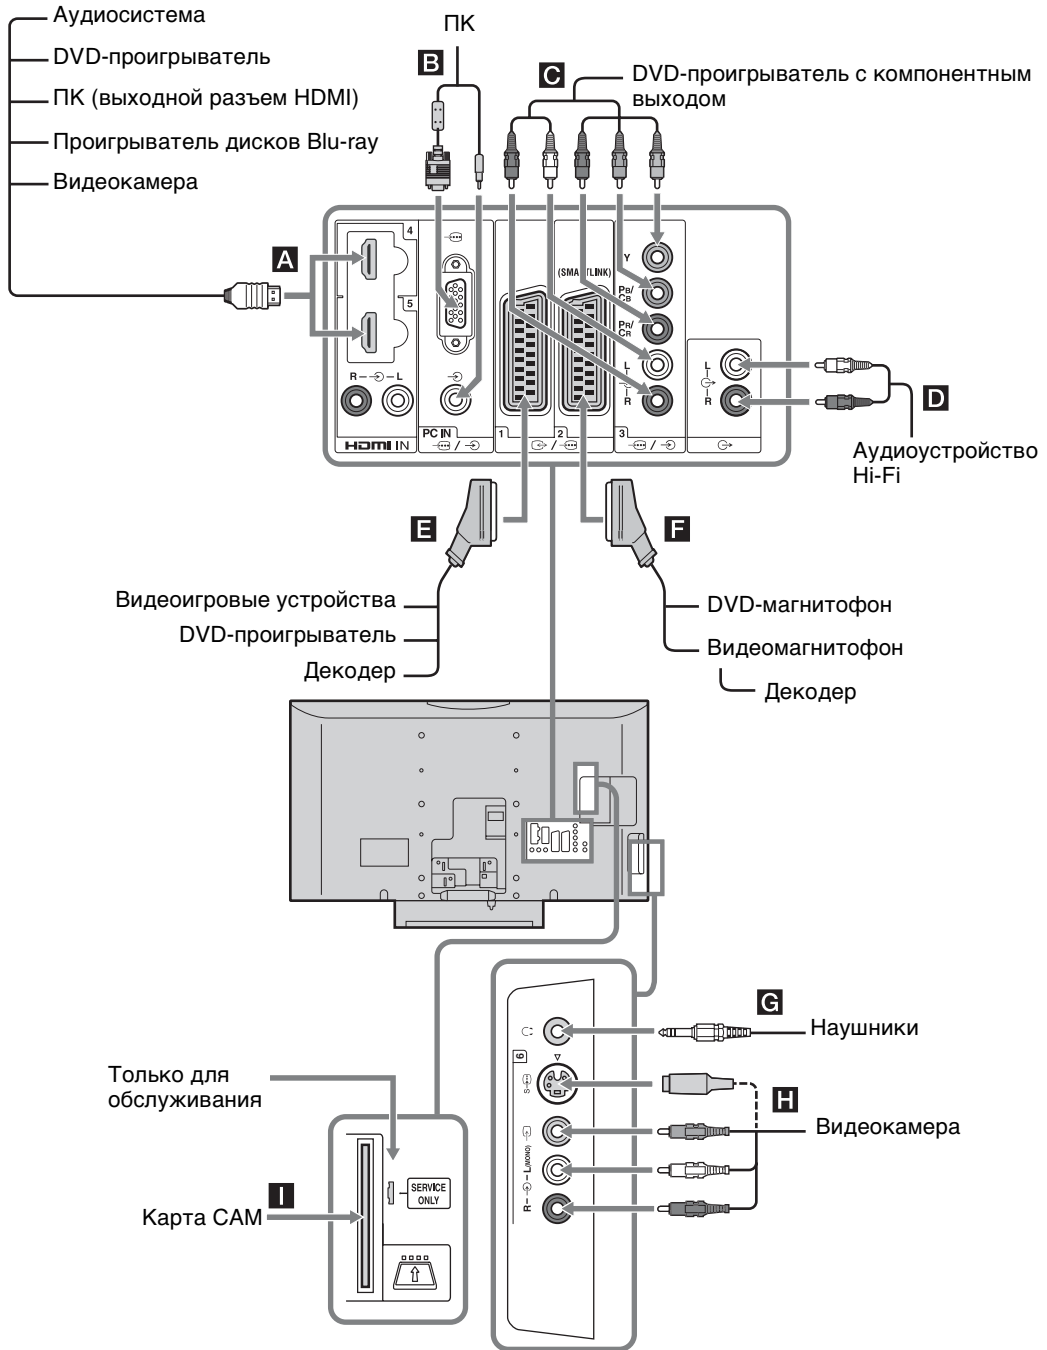 Аудиосистема
DVD-проигрыватель
ПК (выходной разъем HDMI)
Проигрыватель дисков Blu-ray
Видеокамера
ПК
B
C
DVD-проигрыватель с компонентным
выходом
A
4
5
R L
HDMI IN
PC IN
1
2
(SMARTLINK)
3
Y
PB/
CB
PR/
CR
L
R
/
/
/
L
R
D
Аудиоустройство
Hi-Fi
E
F
Видеоигровые устройства
DVD-проигрыватель
Декодер
DVD-магнитофон
Видеомагнитофон
Декодер
G
Наушники
6
S
H
Видеокамера
R L(MONO)
Только для
обслуживания
SERVICE
ONLY
I
Карта CAM